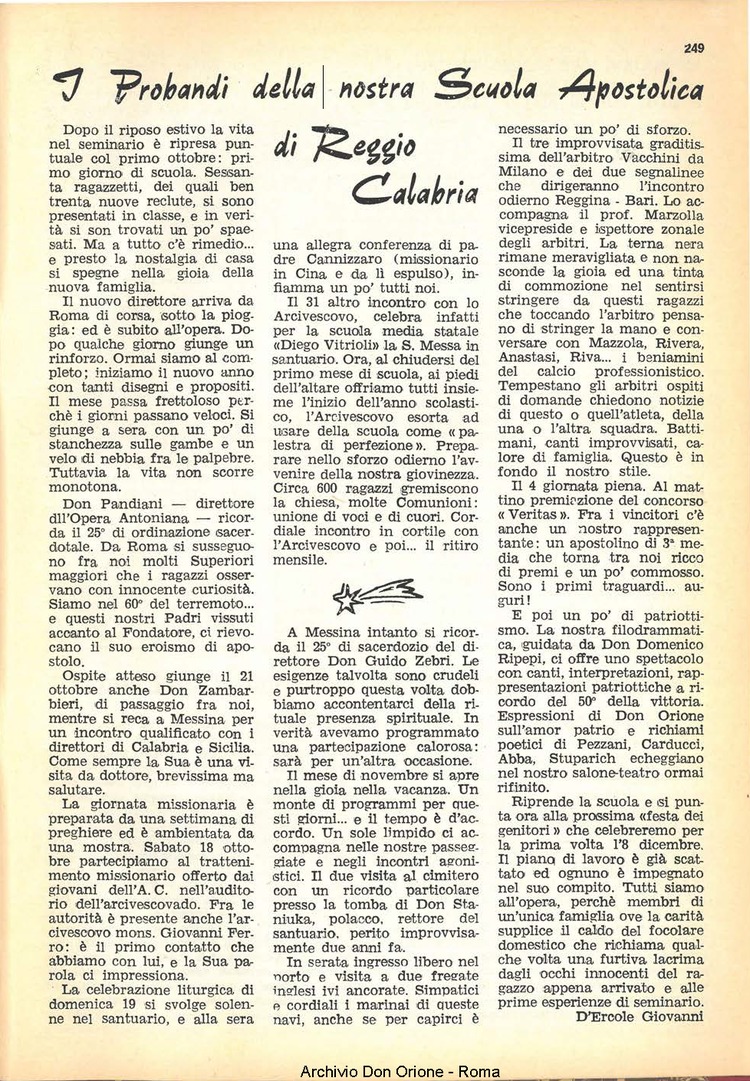 249
I Probandi della nostra Scuola Apostolica
di Reggio
Calabria
Dopo il riposo estivo la vita
nel seminario è ripresa pun-
tuale col primo ottobre: pri-
mo giorno di scuola. Sessan-
ta ragazzetti, dei quali ben
trenta nuove reclute, si sono
presentati in classe, e in veri-
tà si son trovati un po' spae-
sati. Ma a tutto c'è rimedio...
e presto la nostalgia di casa
si spegne nella gioia della
nuova famiglia.
Il nuovo direttore arriva da
Roma di corsa, sotto la piog-
gia: ed è subito all'opera. Do-
po qualche giorno giunge un
rinforzo. Ormai siamo al com-
pleto; iniziamo il nuovo anno
con tanti disegni e propositi.
Il mese passa frettoloso per-
chè i giorni passano veloci. Si
giunge a sera con un po' di
stanchezza sulle gambe e un
velo di nebbia fra le palpebre.
Tuttavia la vita non scorre
monotona.
Don Pandiani — direttore
dll'Opera Antoniana — ricor-
da il 25° di ordinazione sacer-
dotale. Da Roma si susseguo-
no fra noi molti Superiori
maggiori che i ragazzi osser-
vano con innocente curiosità.
Siamo nel 60° del terremoto...
e questi nostri Padri vissuti
accanto al Fondatore, ci rievo-
cano il suo eroismo di apo-
stolo.
Ospite atteso giunge il 21
ottobre anche Don Zambar-
bieri, di passaggio fra noi,
mentre si reca a Messina per
un incontro qualificato con i
direttori di Calabria e Sicilia.
Come sempre la Sua è una vi-
sita da dottore, brevissima ma
salutare.
La giornata missionaria è
preparata da una settimana di
preghiere ed è ambientata da
una mostra. Sabato 18 otto-
bre partecipiamo al tratteni-
mento missionario offerto dai
giovani dell'A. C. nell'audito-
rio dell'arcivescovado. Fra le
autorità è presente anche l'ar-
civescovo mons. Giovanni Fer-
ro: è il primo contatto che
abbiamo con lui, e la Sua pa-
rola ci impressiona.
La celebrazione liturgica di
domenica 19 si svolge solen-
ne nel santuario, e alla sera
una allegra conferenza di pa-
dre Cannizzaro (missionario
in Cina e da lì espulso), in-
fiamma un po' tutti noi.
Il 31 altro incontro con lo
Arcivescovo, celebra infatti
per la scuola media statale
«Diego Vitrioli» la S. Messa in
santuario. Ora, al chiudersi del
primo mese di scuola, ai piedi
dell'altare offriamo tutti insie-
me l'inizio dell'anno scolasti-
co, l'Arcivescovo esorta ad
usare della scuola come « pa-
lestra di perfezione ». Prepa-
rare nello sforzo odierno l'av-
venire della nostra giovinezza.
Circa 600 ragazzi gremiscono
la chiesa, molte Comunioni:
unione di voci e di cuori. Cor-
diale incontro in cortile con
l'Arcivescovo e poi... il ritiro
mensile.
A Messina intanto si ricor-
da il 25° di sacerdozio del di-
rettore Don Guido Zebri. Le
esigenze talvolta sono crudeli
e purtroppo questa volta dob-
biamo accontentarci della ri-
tuale presenza spirituale. In
verità avevamo programmato
una partecipazione calorosa:
sarà per un'altra occasione.
Il mese di novembre si apre
nella gioia nella vacanza. Un
monte di programmi per que-
sti giorni... e il tempo è d'ac-
cordo. Un sole limpido ci ac-
compagna nelle nostre passeg-
giate e negli incontri agoni-
stici. Il due visita al cimitero
con un ricordo particolare
presso la tomba di Don Sta-
niuka, polacco, rettore del
santuario, perito improvvisa-
mente due anni fa.
In serata ingresso libero nel
porto e visita a due fregate
inglesi ivi ancorate. Simpatici
e cordiali i marinai di queste
navi, anche se per capirci è
necessario un po' di sforzo.
Il tre improvvisata graditis-
sima dell'arbitro Vacchini da
Milano e dei due segnalinee
che dirigeranno l'incontro
odierno Reggina - Bari. Lo ac-
compagna il prof. Marzolla
vicepreside e ispettore zonale
degli arbitri. La terna nera
rimane meravigliata e non na-
sconde la gioia ed una tinta
di commozione nel sentirsi
stringere da questi ragazzi
che toccando l'arbitro pensa-
no di stringer la mano e con-
versare con Mazzola, Rivera,
Anastasi, Riva... i beniamini
del calcio professionistico.
Tempestano gli arbitri ospiti
di domande chiedono notizie
di questo o quell'atleta, della
una o l'altra squadra. Batti-
mani, canti improvvisati, ca-
lore di famiglia. Questo è in
fondo il nostro stile.
Il 4 giornata piena. Al mat-
tino premiazione del concorso
« Veritas ». Fra i vincitori c'è
anche un nostro rappresen-
tante: un apostolino di 3ª me-
dia che torna tra noi ricco
di premi e un po' commosso.
Sono i primi traguardi... au-
guri!
E poi un po' di patriotti-
smo. La nostra filodrammati-
ca, guidata da Don Domenico
Ripepi, ci offre uno spettacolo
con canti, interpretazioni, rap-
presentazioni patriottiche a ri-
cordo del 50° della vittoria.
Espressioni di Don Orione
sull'amor patrio e richiami
poetici di Pezzani, Carducci,
Abba, Stuparich echeggiano
nel nostro salone-teatro ormai
rifinito.
Riprende la scuola e si pun-
ta ora alla prossima «festa dei
genitori » che celebreremo per
la prima volta l'8 dicembre.
Il piano di lavoro è già scat-
tato ed ognuno è impegnato
nel suo compito. Tutti siamo
all'opera, perchè membri di
un'unica famiglia ove la carità
supplice il caldo del focolare
domestico che richiama qual-
che volta una furtiva lacrima
dagli occhi innocenti del ra-
gazzo appena arrivato e alle
prime esperienze di seminario.
D'Ercole Giovanni
Archivio Don Orione - Roma